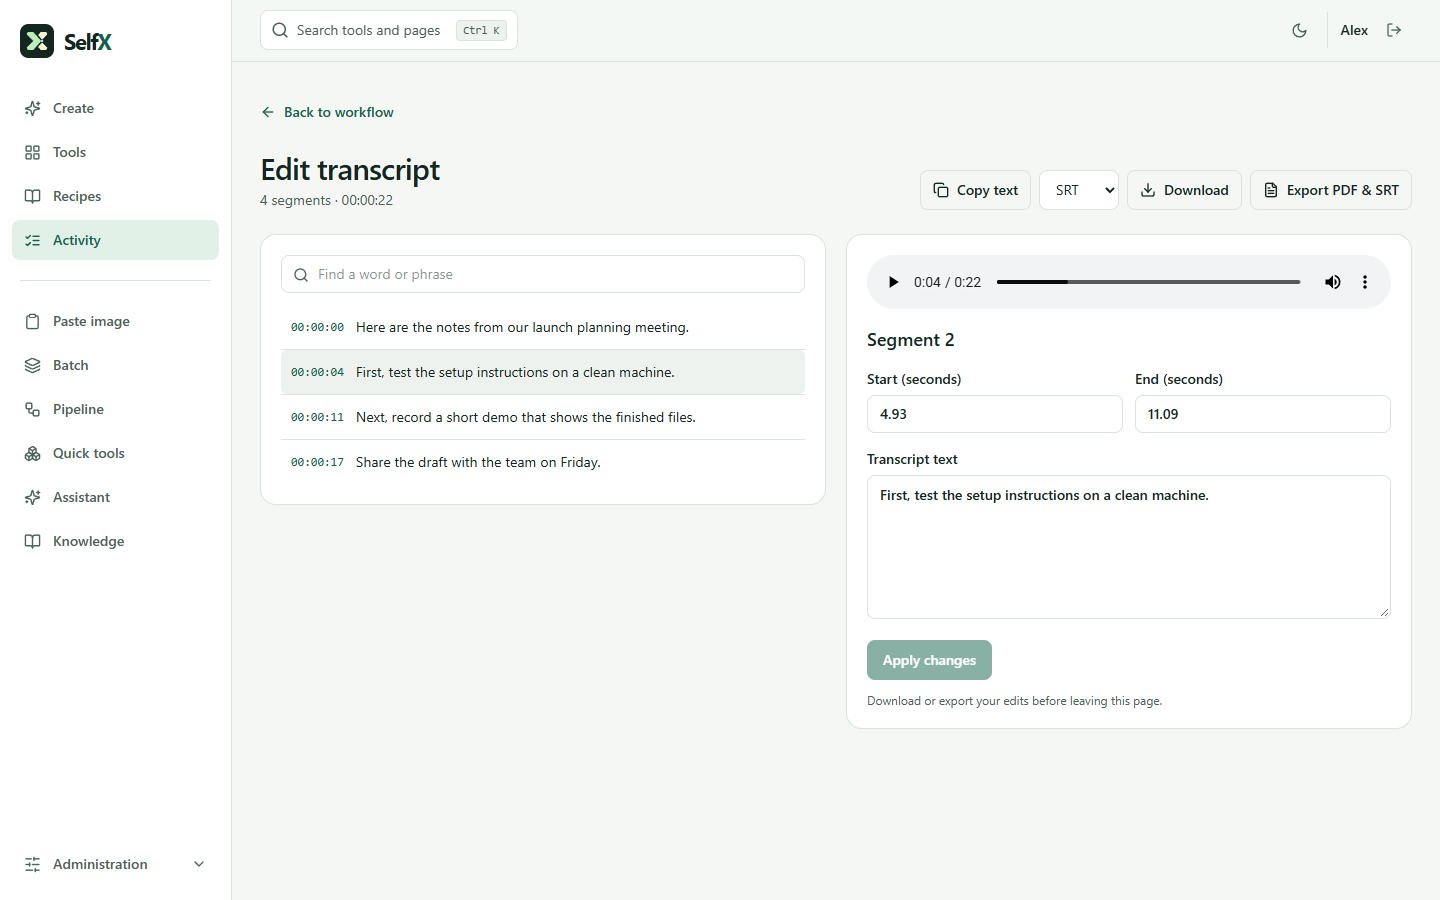 SelfX
Search tools and pages Ctrl K
Alex
Create
Tools
Recipes
Activity
Paste image
Batch
Pipeline
Quick tools
Assistant
Knowledge
Administration
Back to workflow
Edit transcript
4 segments · 00:00:22
Copy text
SRT
Download
Export PDF & SRT
Find a word or phrase
00:00:00 Here are the notes from our launch planning meeting.
00:00:04 First, test the setup instructions on a clean machine.
00:00:11 Next, record a short demo that shows the finished files.
00:00:17 Share the draft with the team on Friday.
0:04 / 0:22
Segment 2
Start (seconds) End (seconds)
4.93 11.09
Transcript text
First, test the setup instructions on a clean machine.
Apply changes
Download or export your edits before leaving this page.